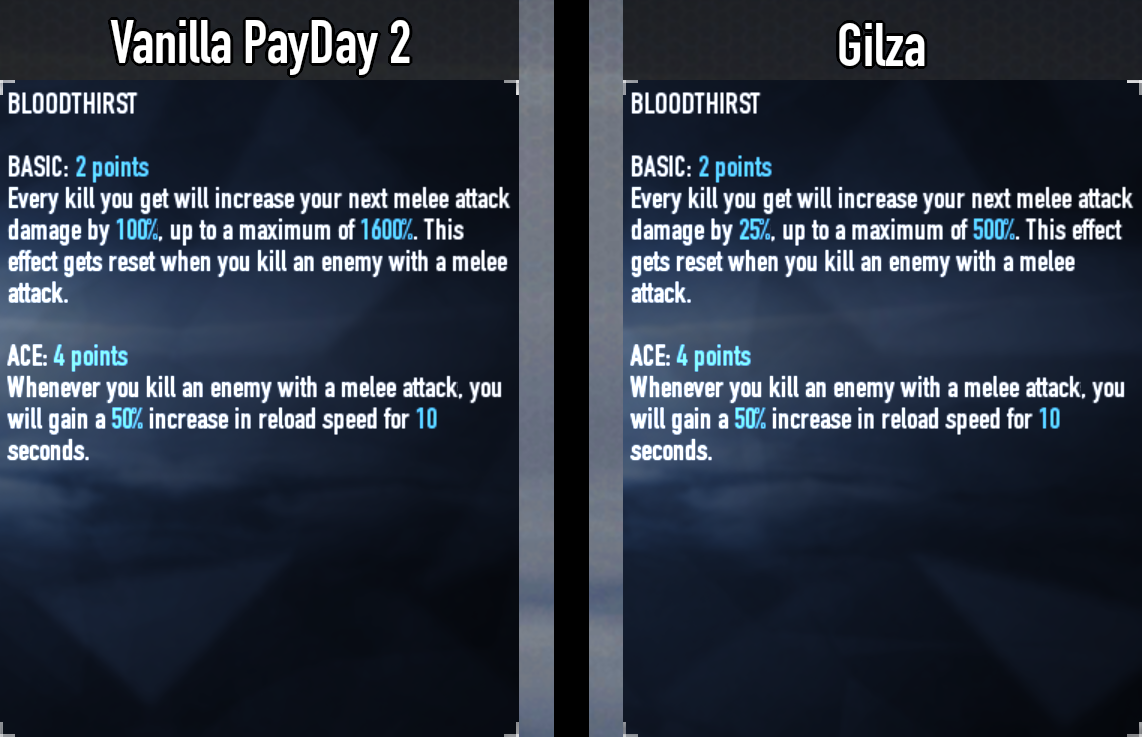 Vanilla PayDay 2
BLOODTHIRST
BASIC: 2 points
Every kill you get will increase your next melee attack
damage by 100%, up to a maximum of 1600%. This
effect gets reset when you kill an enemy with a melee
attack.
ACE: 4 points
Whenever you kill an enemy with a melee attack, you
will gain a 50% increase in reload speed for 10
seconds.
Gilza
BLOODTHIRST
BASIC: 2 points
Every kill you get will increase your next melee attack
damage by 25%, up to a maximum of 500%. This effect
gets reset when you kill an enemy with a melee
attack.
ACE: 4 points
Whenever you kill an enemy with a melee attack, you
will gain a 50% increase in reload speed for 10
seconds.